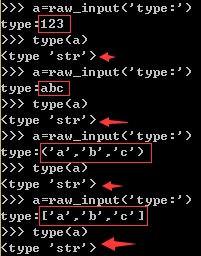 >>> a=raw_input('type:')
type:123
>>> type(a)
<type 'str'>
>>> a=raw_input('type:')
type:abc
>>> type(a)
<type 'str'>
>>> a=raw_input('type:')
type:('a','b','c')
>>> type(a)
<type 'str'>
>>> a=raw_input('type:')
type:['a','b','c']
>>> type(a)
<type 'str'>